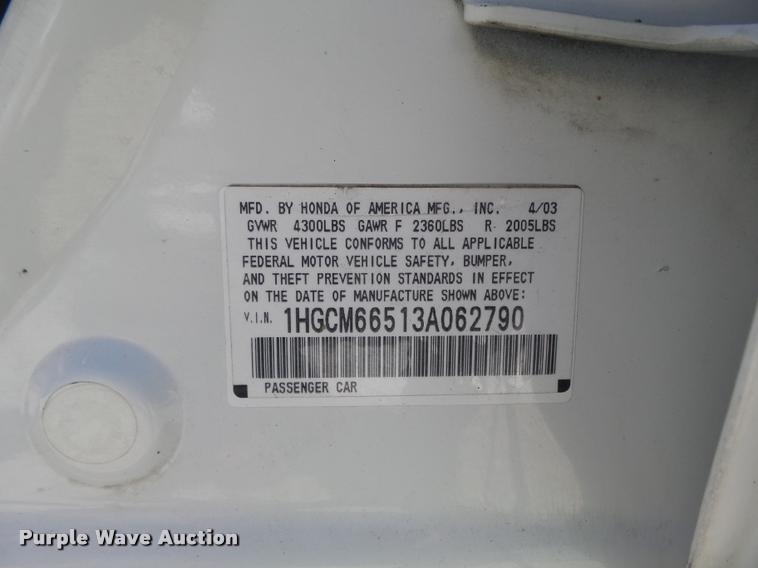 MFD. BY HONDA OF AMERICA MFG., INC. 4/03
GVWR 4300LBS GAWR F 2360LBS R 2005LBS
THIS VEHICLE CONFORMS TO ALL APPLICABLE
FEDERAL MOTOR VEHICLE SAFETY, BUMPER,
AND THEFT PREVENTION STANDARDS IN EFFECT
ON THE DATE OF MANUFACTURE SHOWN ABOVE:
V.I.N. 1HGCM66513A062790
PASSENGER CAR
Purple Wave Auction